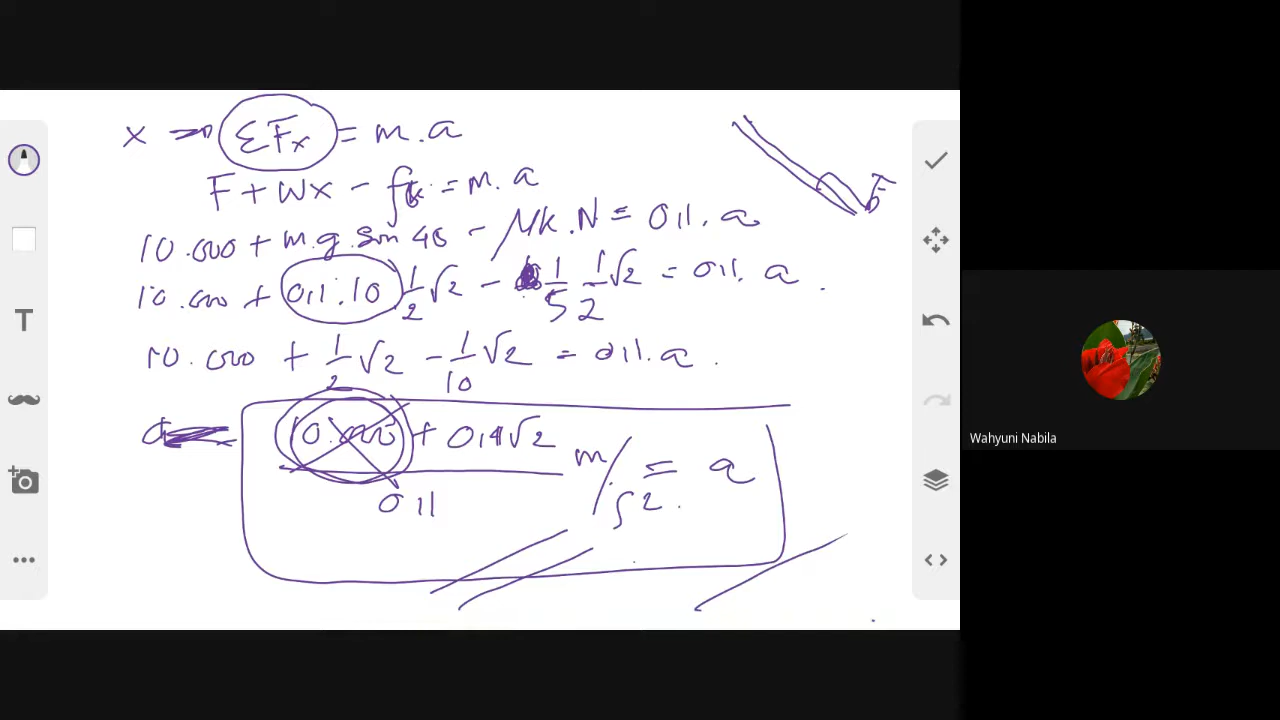 x → ΣFx = m.a
F + Wx - fk = m.a
10.000 + m.g.sin 45 - μk.N = 0,1.a
10.000 + 0,1.10 1/2 √2 - 1/5 1/2 √2 = 0,1.a
10.000 + 1/2 √2 - 1/10 √2 = 0,1.a
10.000 + 0,4√2 / 0,1 m/s2 = a
F
T
Wahyuni Nabila